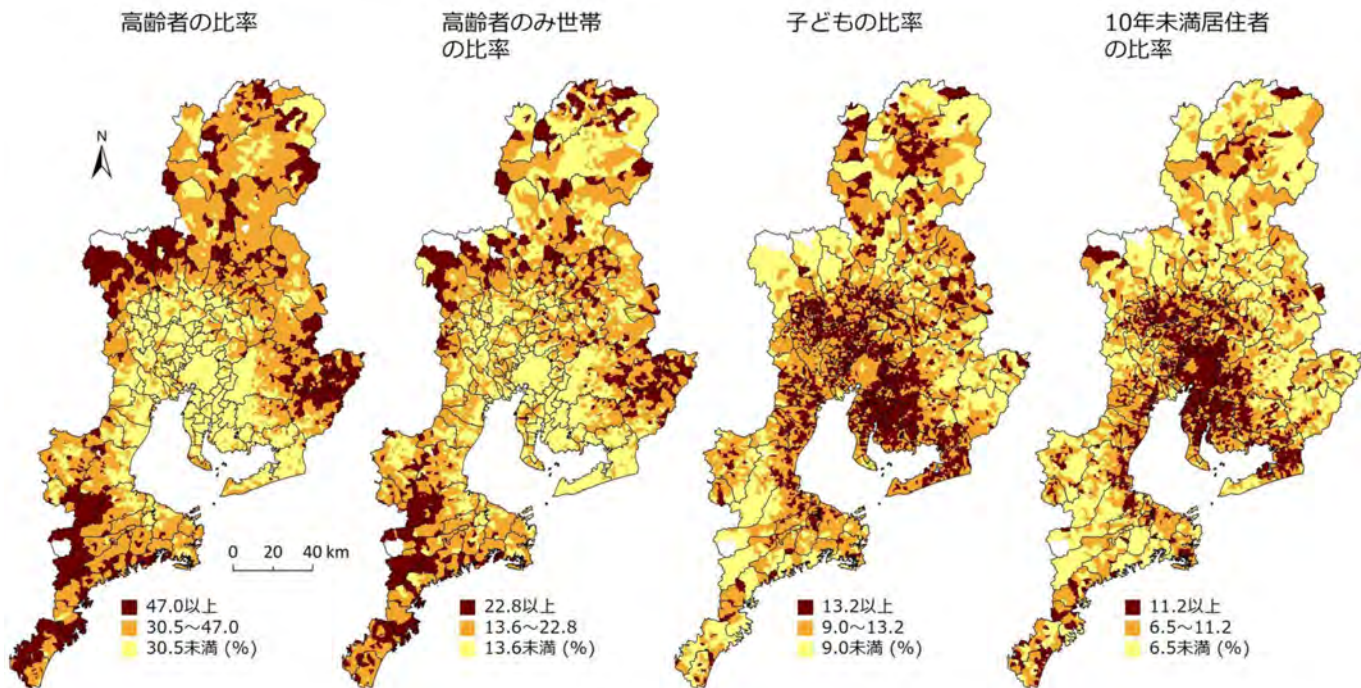 高齢者の比率
高齢者のみ世帯
の比率
子どもの比率
10年未満居住者
の比率
N
0 20 40 km
47.0以上
30.5～47.0
30.5未満 (%)
22.8以上
13.6～22.8
13.6未満 (%)
13.2以上
9.0～13.2
9.0未満 (%)
11.2以上
6.5～11.2
6.5未満 (%)